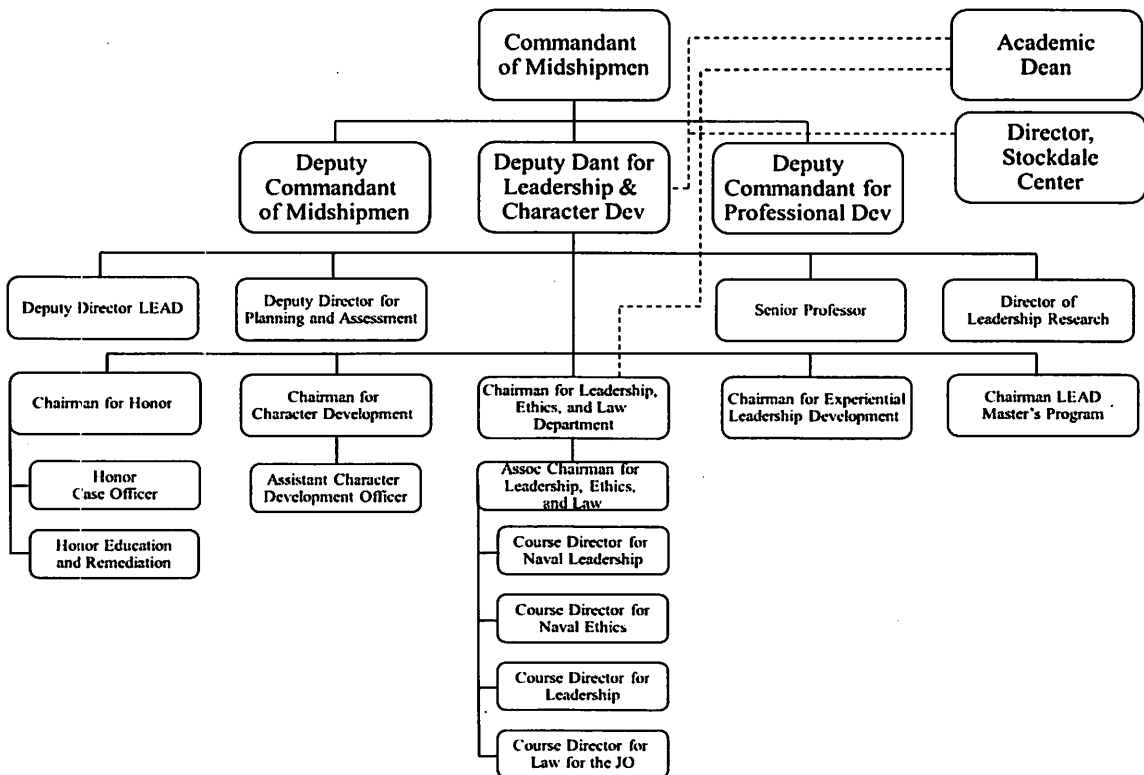 Commandant
of Midshipmen
Academic
Dean
Director,
Stockdale
Center
Deputy
Commandant
of Midshipmen
Deputy Dant for
Leadership &
Character Dev
Deputy
Commandant for
Professional Dev
Deputy Director LEAD
Deputy Director for
Planning and Assessment
Senior Professor
Director of
Leadership Research
Chairman for Honor
Chairman for
Character Development
Chairman for Leadership,
Ethics, and Law
Department
Chairman for Experiential
Leadership Development
Chairman LEAD
Master's Program
Honor
Case Officer
Honor Education
and Remediation
Assistant Character
Development Officer
Assoc Chairman for
Leadership, Ethics,
and Law
Course Director for
Naval Leadership
Course Director for
Naval Ethics
Course Director for
Leadership
Course Director for
Law for the JO